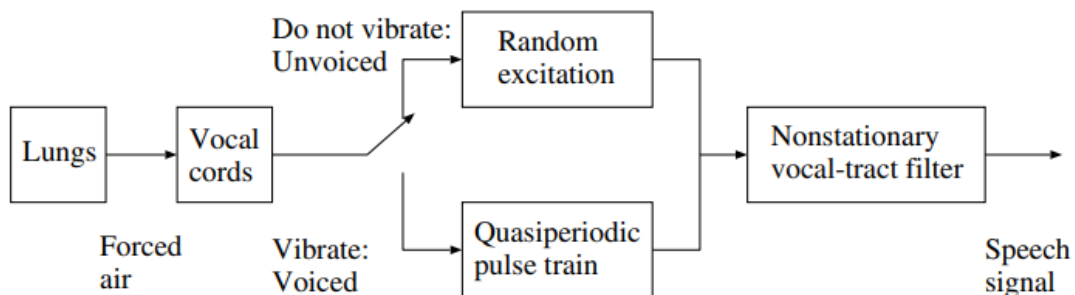 Do not vibrate:
Unvoiced
Random
excitation
Lungs
Vocal
cords
Nonstationary
vocal-tract filter
Forced
air
Vibrate:
Voiced
Quasiperiodic
pulse train
Speech
signal